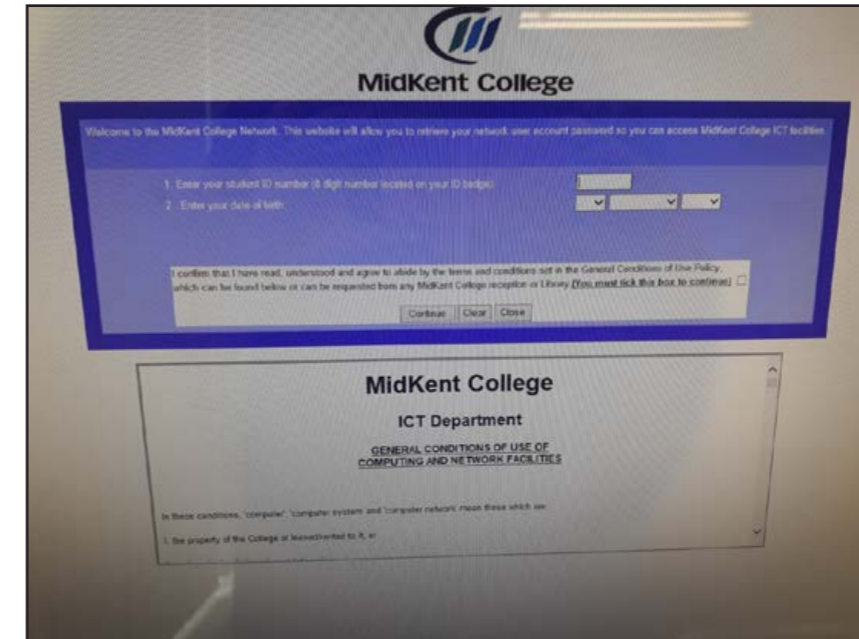 MidKent College
Welcome to the MidKent College Network. This website will allow you to retrieve your network user account password so you can access MidKent College ICT facilities
1. Enter your student ID number (8 digit number located on your ID badge)
2. Enter your date of birth
I confirm that I have read, understood and agree to abide by the terms and conditions set in the General Conditions of Use Policy,
which can be found below or can be requested from any MidKent College reception or Library (You must tick this box to continue)
Continue Clear Close
MidKent College
ICT Department
GENERAL CONDITIONS OF USE OF
COMPUTING AND NETWORK FACILITIES
In these conditions, 'computer', 'computer system and 'computer network' mean those which are
1. the property of the College or leased/rented to it, or